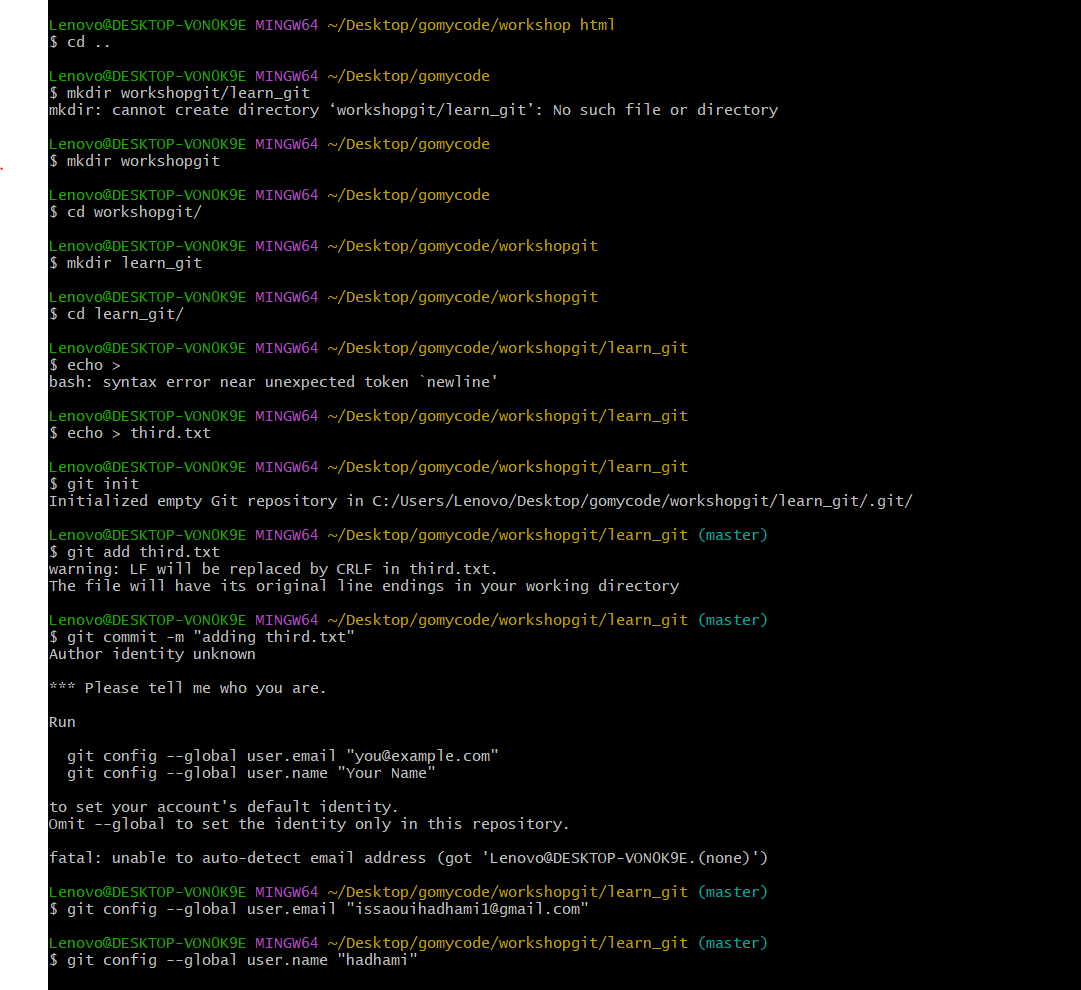 Lenovo@DESKTOP-VON0K9E MINGW64 ~/Desktop/gomycode/workshop html
$ cd ..
Lenovo@DESKTOP-VON0K9E MINGW64 ~/Desktop/gomycode
$ mkdir workshopgit/learn_git
mkdir: cannot create directory ‘workshopgit/learn_git’: No such file or directory
Lenovo@DESKTOP-VON0K9E MINGW64 ~/Desktop/gomycode
$ mkdir workshopgit
Lenovo@DESKTOP-VON0K9E MINGW64 ~/Desktop/gomycode
$ cd workshopgit/
Lenovo@DESKTOP-VON0K9E MINGW64 ~/Desktop/gomycode/workshopgit
$ mkdir learn_git
Lenovo@DESKTOP-VON0K9E MINGW64 ~/Desktop/gomycode/workshopgit
$ cd learn_git/
Lenovo@DESKTOP-VON0K9E MINGW64 ~/Desktop/gomycode/workshopgit/learn_git
$ echo >
bash: syntax error near unexpected token `newline'
Lenovo@DESKTOP-VON0K9E MINGW64 ~/Desktop/gomycode/workshopgit/learn_git
$ echo > third.txt
Lenovo@DESKTOP-VON0K9E MINGW64 ~/Desktop/gomycode/workshopgit/learn_git
$ git init
Initialized empty Git repository in C:/Users/Lenovo/Desktop/gomycode/workshopgit/learn_git/.git/
Lenovo@DESKTOP-VON0K9E MINGW64 ~/Desktop/gomycode/workshopgit/learn_git (master)
$ git add third.txt
warning: LF will be replaced by CRLF in third.txt.
The file will have its original line endings in your working directory
Lenovo@DESKTOP-VON0K9E MINGW64 ~/Desktop/gomycode/workshopgit/learn_git (master)
$ git commit -m "adding third.txt"
Author identity unknown
*** Please tell me who you are.
Run
git config --global user.email "you@example.com"
git config --global user.name "Your Name"
to set your account's default identity.
Omit --global to set the identity only in this repository.
fatal: unable to auto-detect email address (got 'Lenovo@DESKTOP-VON0K9E.(none)')
Lenovo@DESKTOP-VON0K9E MINGW64 ~/Desktop/gomycode/workshopgit/learn_git (master)
$ git config --global user.email "issaouihadhami1@gmail.com"
Lenovo@DESKTOP-VON0K9E MINGW64 ~/Desktop/gomycode/workshopgit/learn_git (master)
$ git config --global user.name "hadhami"